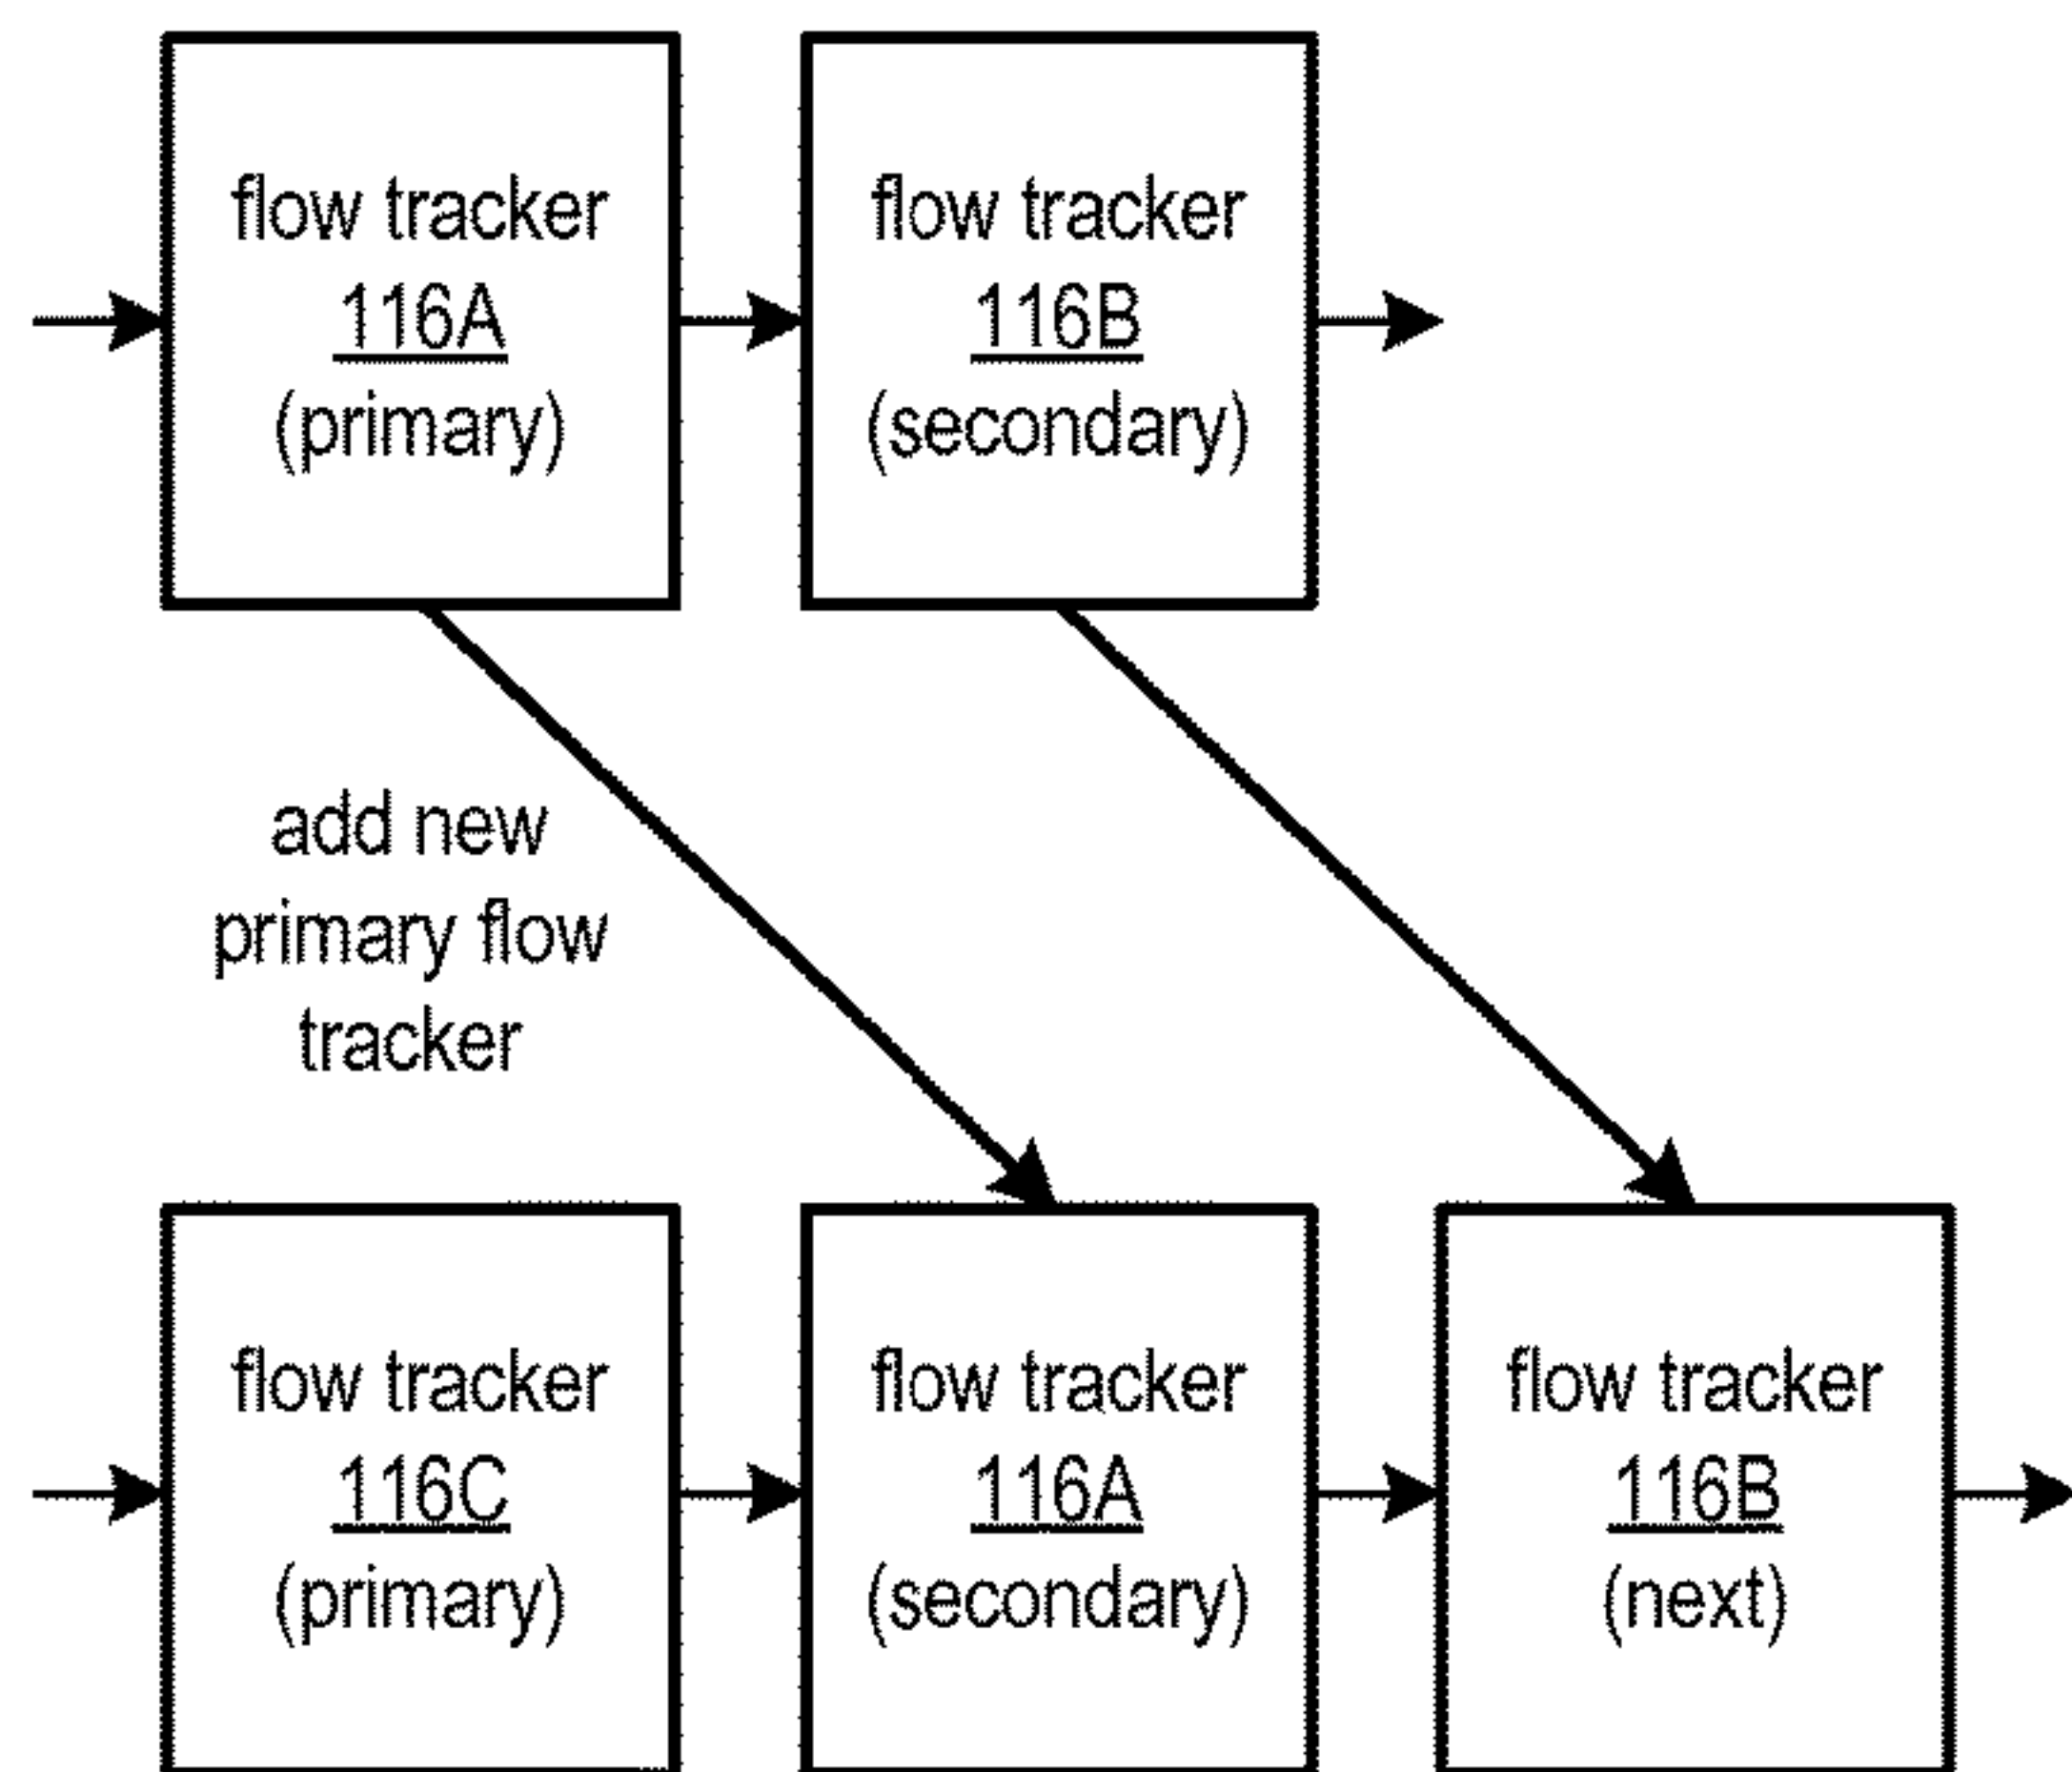 flow tracker
116A
(primary)
flow tracker
116B
(secondary)
add new
primary flow
tracker
flow tracker
116C
(primary)
flow tracker
116A
(secondary)
flow tracker
116B
(next)